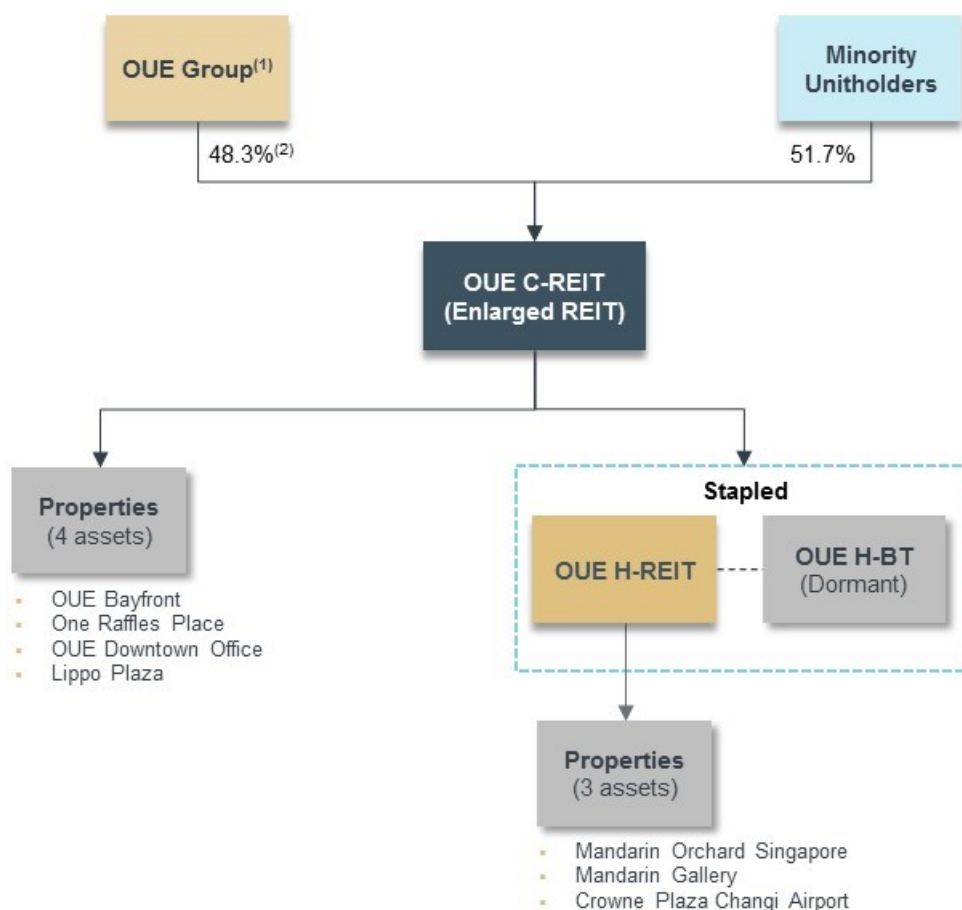 OUE Group(1)
Minority
Unitholders
48.3%(2)
51.7%
OUE C-REIT
(Enlarged REIT)
Properties
(4 assets)
▪ OUE Bayfront
▪ One Raffles Place
▪ OUE Downtown Office
▪ Lippo Plaza
Stapled
OUE H-REIT
OUE H-BT
(Dormant)
Properties
(3 assets)
▪ Mandarin Orchard Singapore
▪ Mandarin Gallery
▪ Crowne Plaza Changi Airport